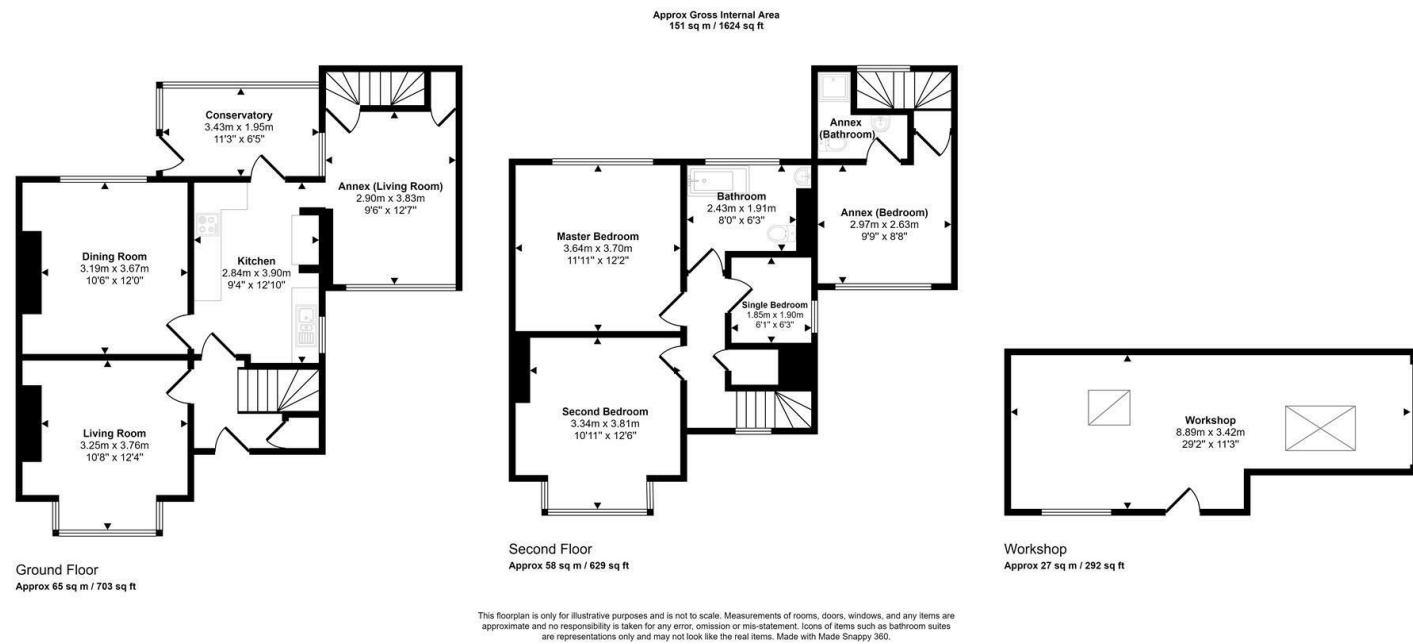 Approx Gross Internal Area
151 sq m / 1624 sq ft
Conservatory
3.43m x 1.95m
11'3" x 6'5"
Annex (Living Room)
2.90m x 3.83m
9'6" x 12'7"
Dining Room
3.19m x 3.67m
10'6" x 12'0"
Kitchen
2.84m x 3.90m
9'4" x 12'10"
Living Room
3.25m x 3.76m
10'8" x 12'4"
Ground Floor
Approx 65 sq m / 703 sq ft
Annex
(Bathroom)
Bathroom
2.43m x 1.91m
8'0" x 6'3"
Annex (Bedroom)
2.97m x 2.63m
9'9" x 8'8"
Master Bedroom
3.64m x 3.70m
11'11" x 12'2"
Single Bedroom
1.85m x 1.90m
6'1" x 6'3"
Second Bedroom
3.34m x 3.81m
10'11" x 12'6"
Second Floor
Approx 58 sq m / 629 sq ft
Workshop
8.89m x 3.42m
29'2" x 11'3"
Workshop
Approx 27 sq m / 292 sq ft
This floorplan is only for illustrative purposes and is not to scale. Measurements of rooms, doors, windows, and any items are
approximate and no responsibility is taken for any error, omission or mis-statement. Icons of items such as bathroom suites
are representations only and may not look like the real items. Made with Made Snappy 360.